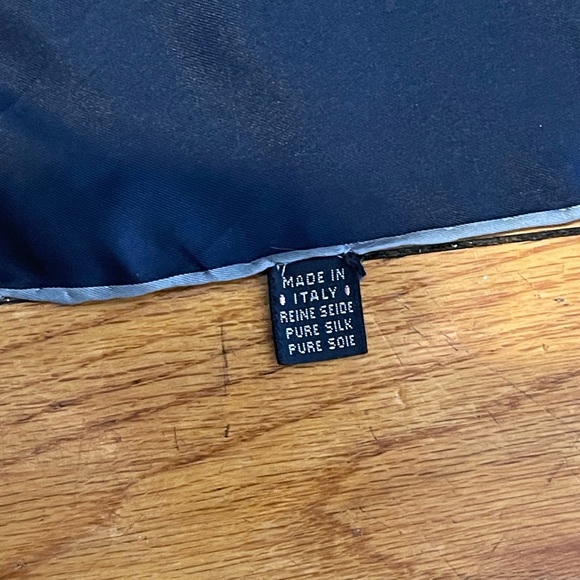 MADE IN
ITALY
REINE SEIDE
PURE SILK
PURE SOIE